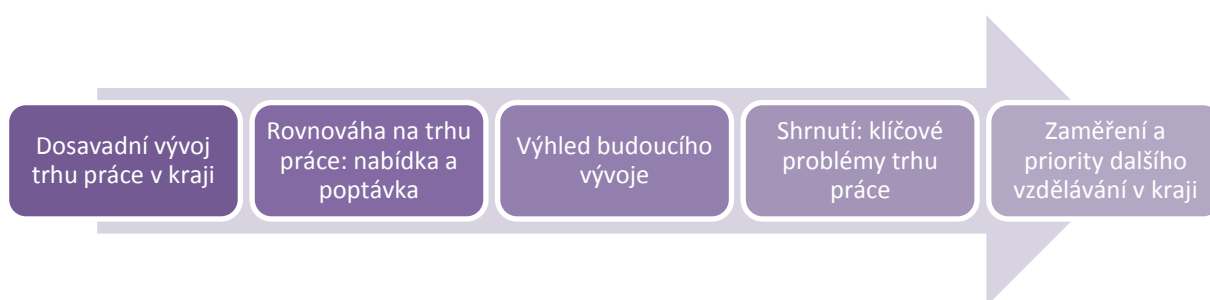 Dosavadní vývoj
trhu práce v kraji
Rovnováha na trhu
práce: nabídka a
poptávka
Výhled budoucího
vývoje
Shrnutí: klíčové
problémy trhu
práce
Zaměření a
priority dalšího
vzdělávání v kraji